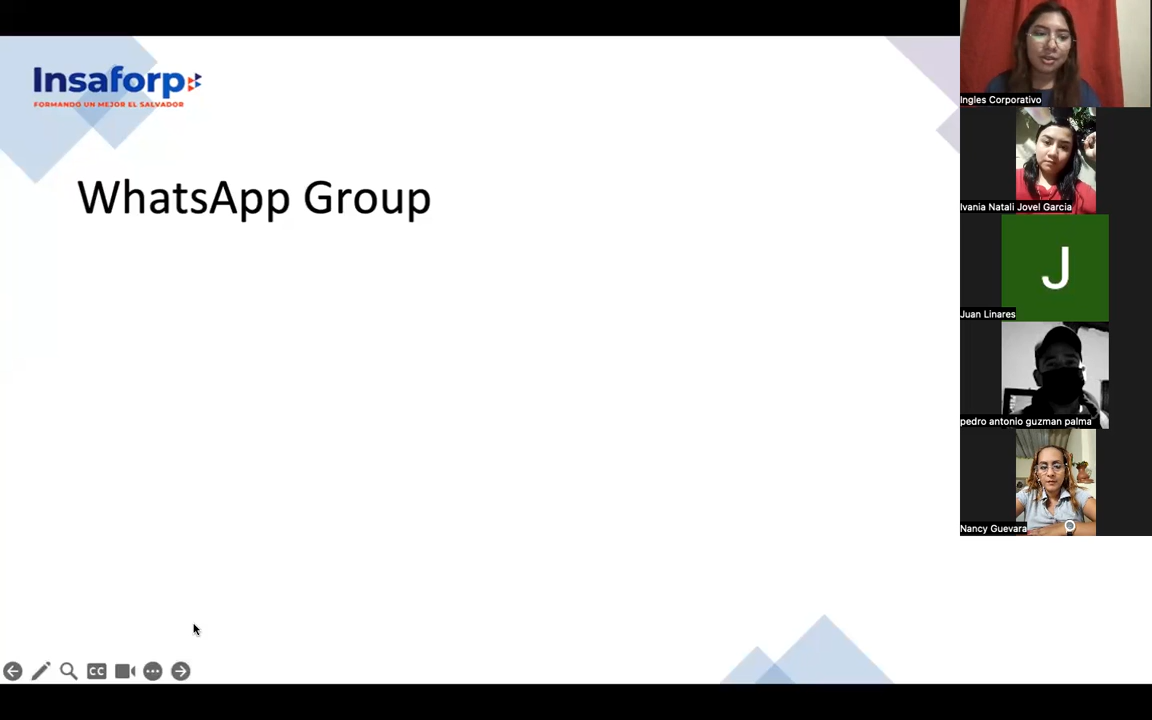 Insaforp
FORMANDO UN MEJOR EL SALVADOR
WhatsApp Group
Ingles Corporativo
Ivania Natali Jovel Garcia
J
Juan Linares
pedro antonio guzman palma
Nancy Guevara
CC